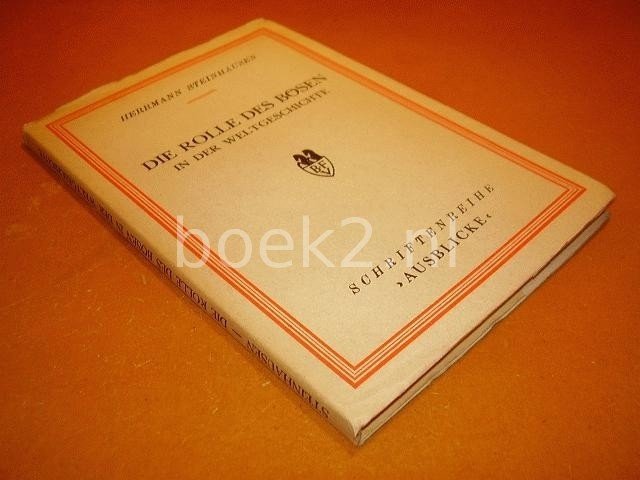 HERRMANN STEINHAUSEN
DIE ROLLE DES BÖSEN
IN DER WELTGESCHICHTE
BFV
SCHRIFTENREIHE
›AUSBLICKE‹
STEINHAUSEN — DIE ROLLE DES BÖSEN IN DER WELTGESCHICHTE
boek2.nl